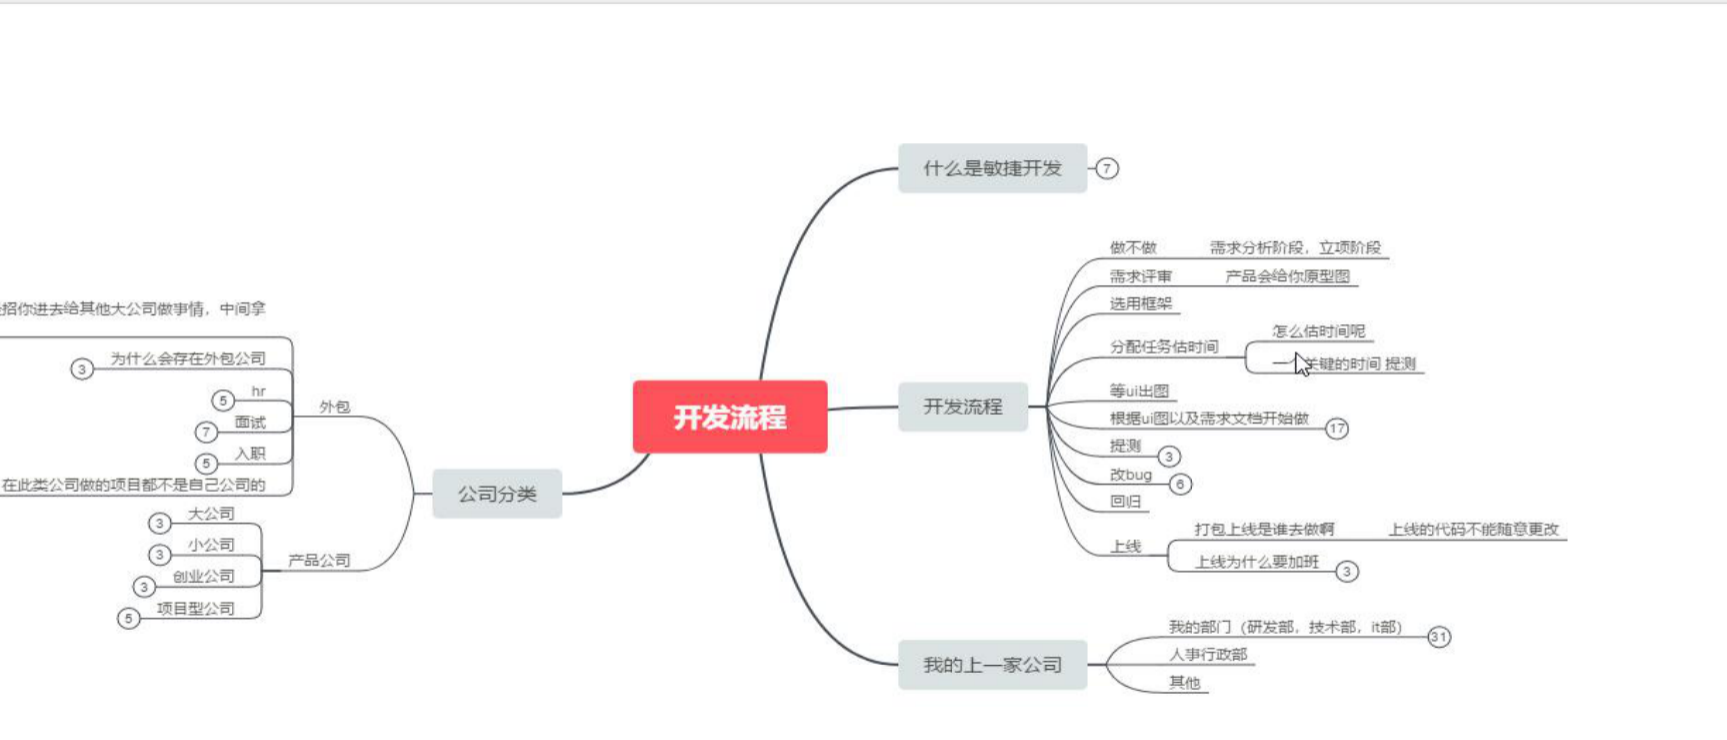 什么是敏捷开发 7
做不做 需求分析阶段，立项阶段
需求评审 产品会给你原型图
选用框架
分配任务估时间
怎么估时间呢
关键的时间 提测
等ui出图
根据ui图以及需求文档开始做 17
提测 3
改bug 6
回归
上线
打包上线是谁去做啊 上线的代码不能随意更改
上线为什么要加班 3
开发流程
开发流程
我的上一家公司
我的部门（研发部，技术部，it部） 31
人事行政部
其他
公司分类
外包
招你进去给其他大公司做事情，中间拿
为什么会存在外包公司 3
hr 5
面试 7
入职 5
在此类公司做的项目都不是自己公司的
产品公司
大公司 3
小公司 3
创业公司 3
项目型公司 5